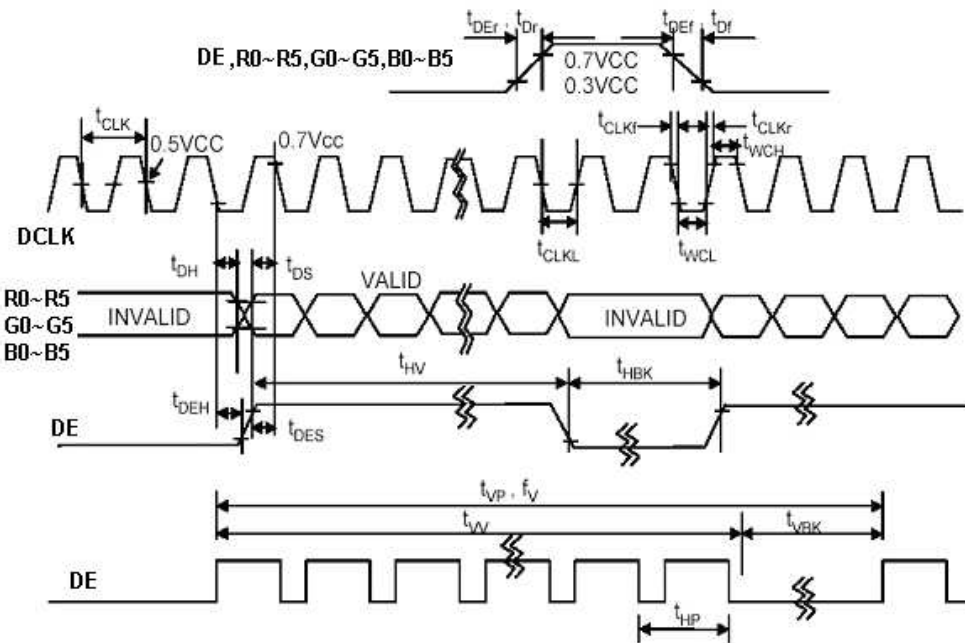 tDEr , tDr
tDEf , tDf
DE ,R0~R5,G0~G5,B0~B5
0.7VCC
0.3VCC
tCLK
0.5VCC
0.7Vcc
tCLKf
tCLKr
tWCH
DCLK
tDH
tDS
tCLKL
tWCL
VALID
R0~R5
G0~G5
B0~B5
INVALID
INVALID
tHV
tHBK
tDEH
DE
tDES
tVP , fV
tVV
tVBK
DE
tHP